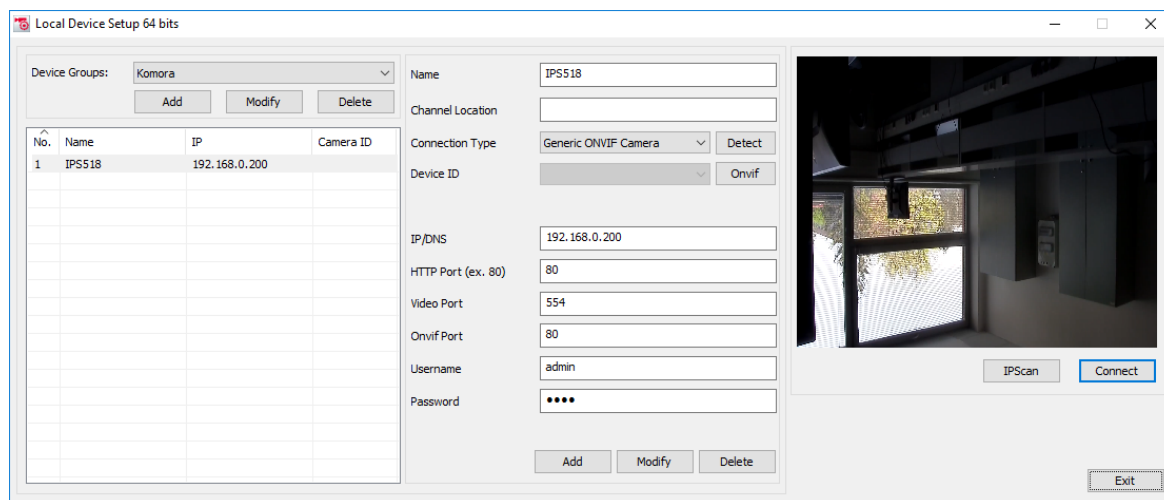 Local Device Setup 64 bits
Device Groups: Komora
Add Modify Delete
No. Name IP Camera ID
1 IPS518 192.168.0.200
Name IPS518
Channel Location
Connection Type Generic ONVIF Camera Detect
Device ID Onvif
IP/DNS 192.168.0.200
HTTP Port (ex. 80) 80
Video Port 554
Onvif Port 80
Username admin
Password ••••
Add Modify Delete
IPScan Connect
Exit